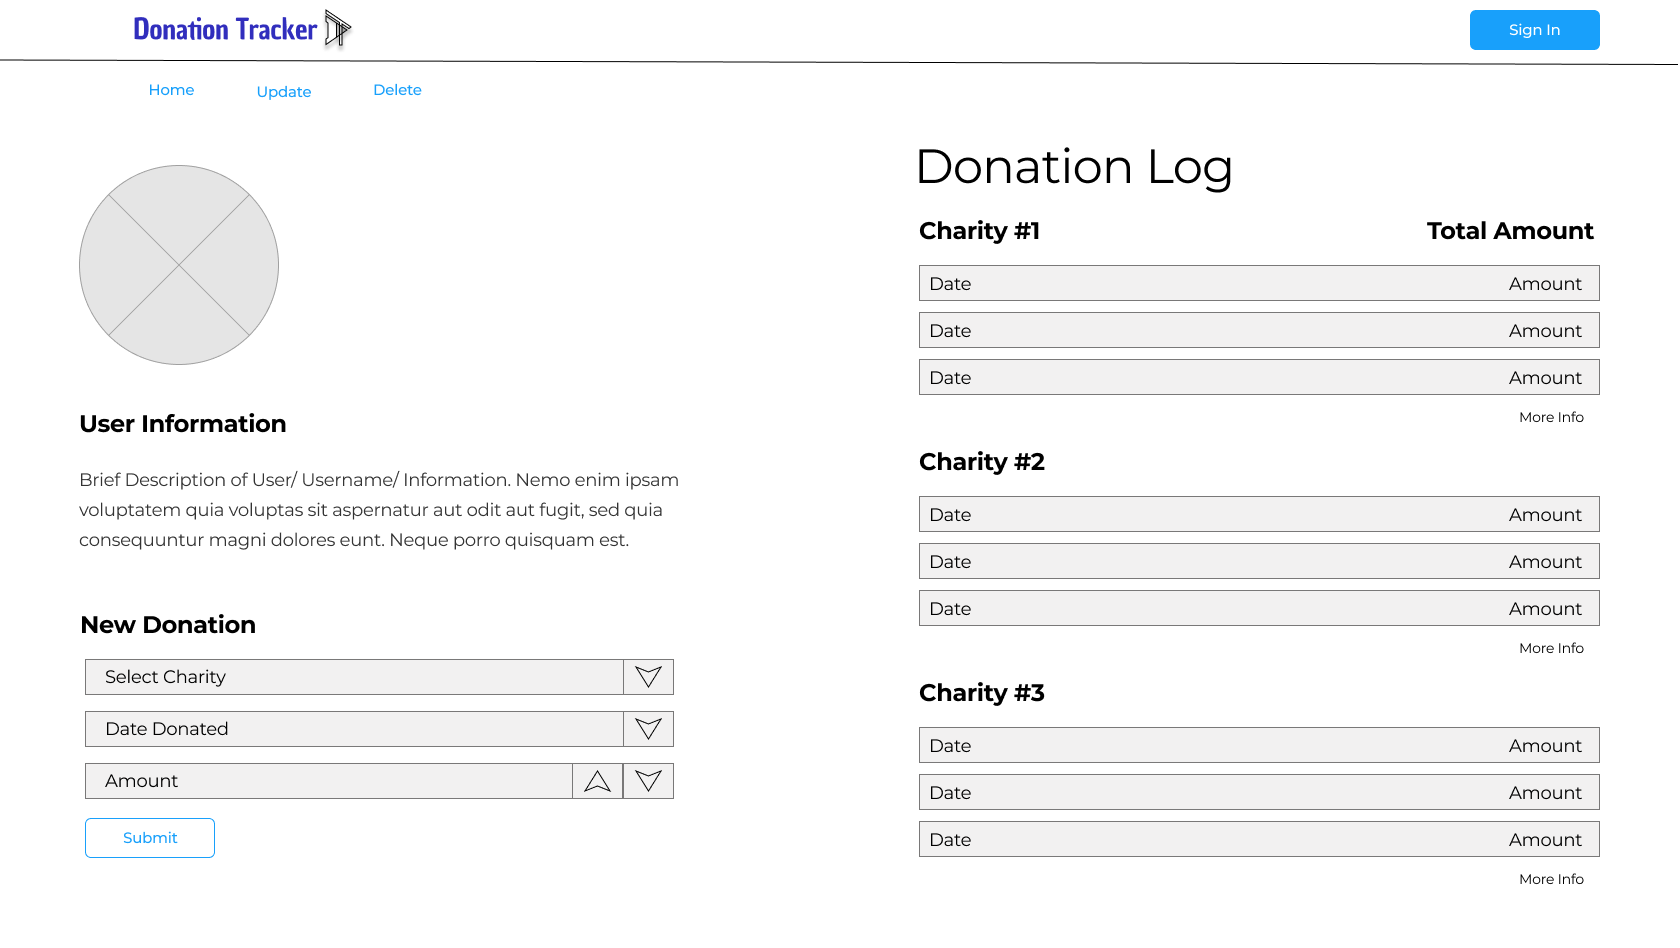 Donation Tracker
Sign In
Home
Update
Delete
User Information
Brief Description of User/ Username/ Information. Nemo enim ipsam
voluptatem quia voluptas sit aspernatur aut odit aut fugit, sed quia
consequuntur magni dolores eunt. Neque porro quisquam est.
New Donation
Select Charity
Date Donated
Amount
Submit
Donation Log
Charity #1
Total Amount
Date
Amount
Date
Amount
Date
Amount
More Info
Charity #2
Date
Amount
Date
Amount
Date
Amount
More Info
Charity #3
Date
Amount
Date
Amount
Date
Amount
More Info